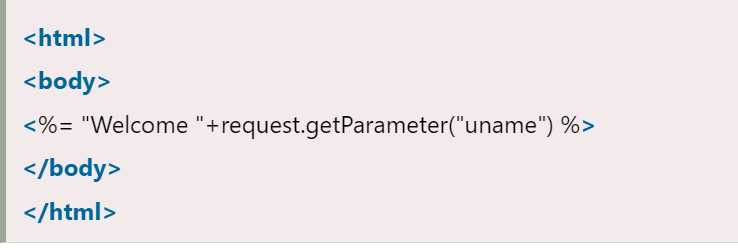 <html>
<body>
<%= "Welcome "+request.getParameter("uname") %>
</body>
</html>